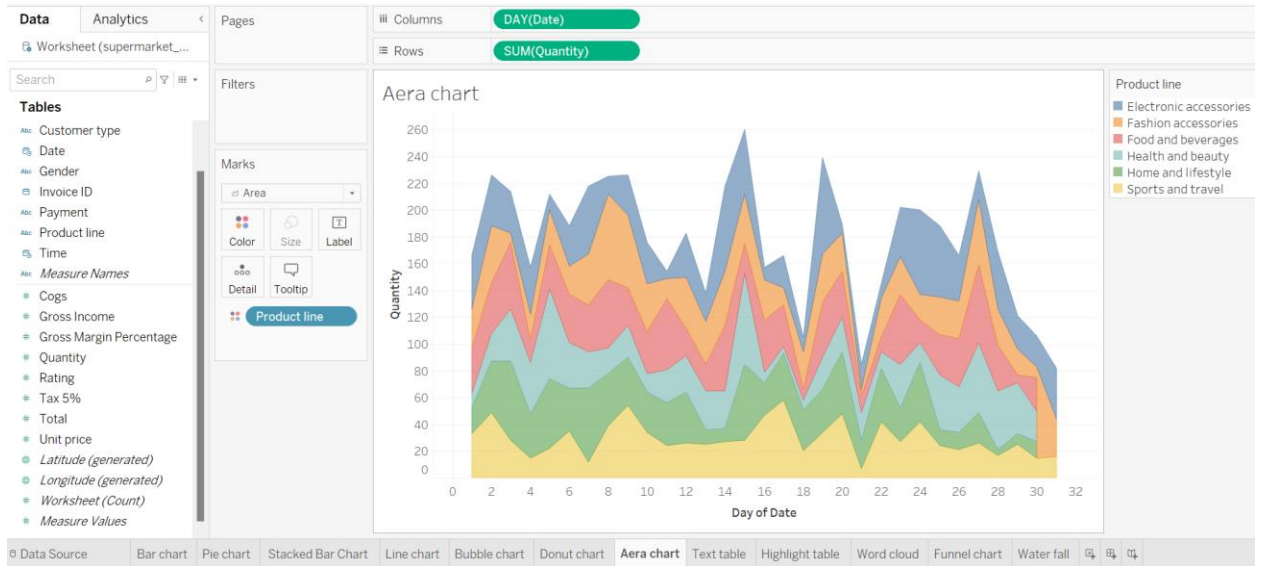 Data Analytics <
Worksheet (supermarket_...
Search
Tables
Abc Customer type
Date
Abc Gender
Invoice ID
Abc Payment
Abc Product line
Time
Abc Measure Names
# Cogs
# Gross Income
# Gross Margin Percentage
# Quantity
# Rating
# Tax 5%
# Total
# Unit price
Latitude (generated)
Longitude (generated)
# Worksheet (Count)
# Measure Values
Pages
Filters
Marks
Area
Color Size Label
Detail Tooltip
Product line
Columns DAY(Date)
Rows SUM(Quantity)
Aera chart
Quantity
260
240
220
200
180
160
140
120
100
80
60
40
20
0
0 2 4 6 8 10 12 14 16 18 20 22 24 26 28 30 32
Day of Date
Product line
Electronic accessories
Fashion accessories
Food and beverages
Health and beauty
Home and lifestyle
Sports and travel
Data Source Bar chart Pie chart Stacked Bar Chart Line chart Bubble chart Donut chart Aera chart Text table Highlight table Word cloud Funnel chart Water fall